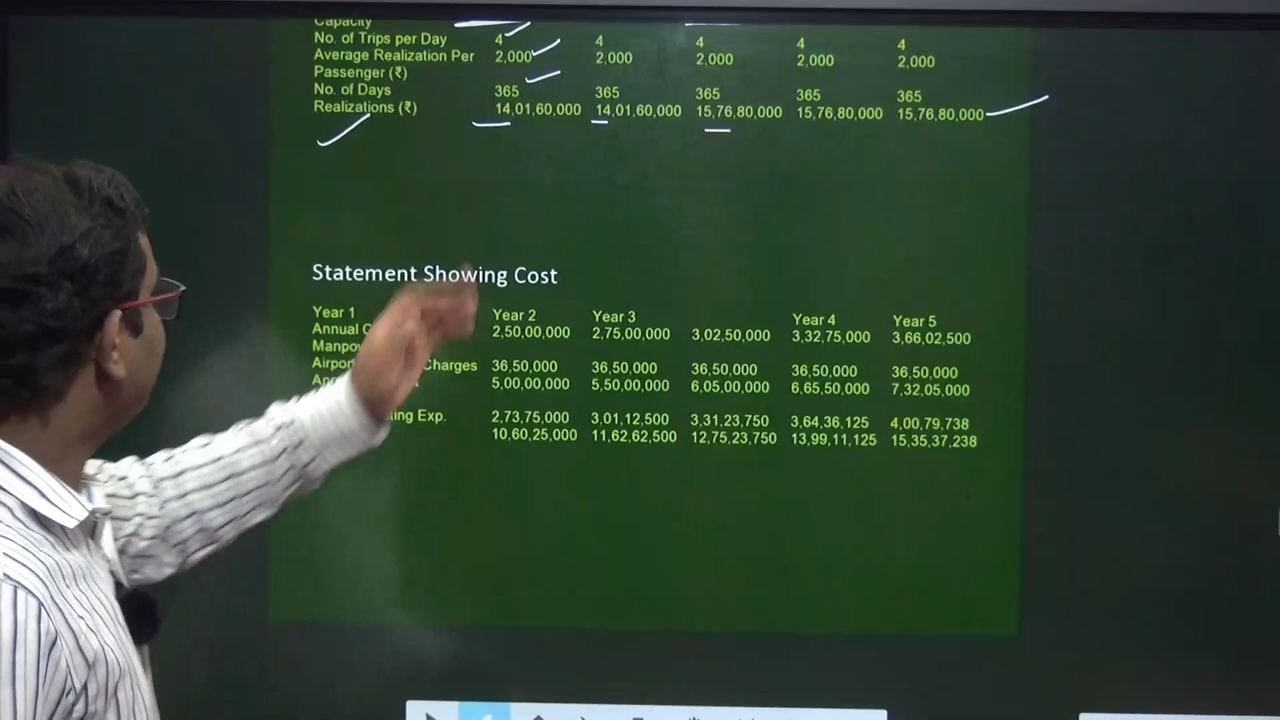 Capacity
No. of Trips per Day 4 4 4 4 4
Average Realization Per 2,000 2,000 2,000 2,000 2,000
Passenger (₹)
No. of Days 365 365 365 365 365
Realizations (₹) 14,01,60,000 14,01,60,000 15,76,80,000 15,76,80,000 15,76,80,000
Statement Showing Cost
Year 1 Year 2 Year 3 Year 4 Year 5
Annual 2,50,00,000 2,75,00,000 3,02,50,000 3,32,75,000 3,66,02,500
Airport Charges 36,50,000 36,50,000 36,50,000 36,50,000 36,50,000
5,00,00,000 5,50,00,000 6,05,00,000 6,65,50,000 7,32,05,000
Exp. 2,73,75,000 3,01,12,500 3,31,23,750 3,64,36,125 4,00,79,738
10,60,25,000 11,62,62,500 12,75,23,750 13,99,11,125 15,35,37,238